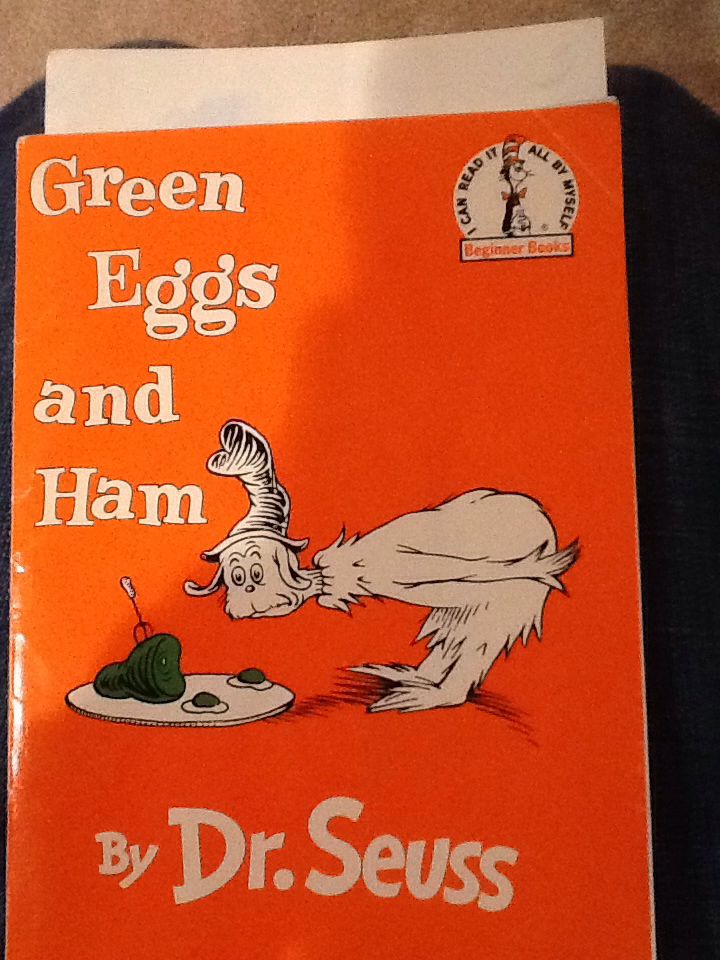 Green
Eggs
and
Ham
I CAN READ IT ALL BY MYSELF
Beginner Books
By Dr. Seuss